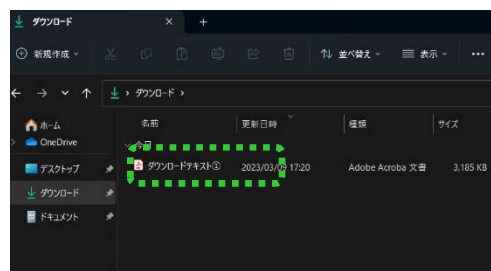 ダウンロード
新規作成
並べ替え
表示
ダウンロード
ホーム
OneDrive
デスクトップ
ダウンロード
ドキュメント
名前 更新日時 種類 サイズ
今日
ダウンロードテキスト① 2023/03/09 17:20 Adobe Acroba 文書 3,185 KB